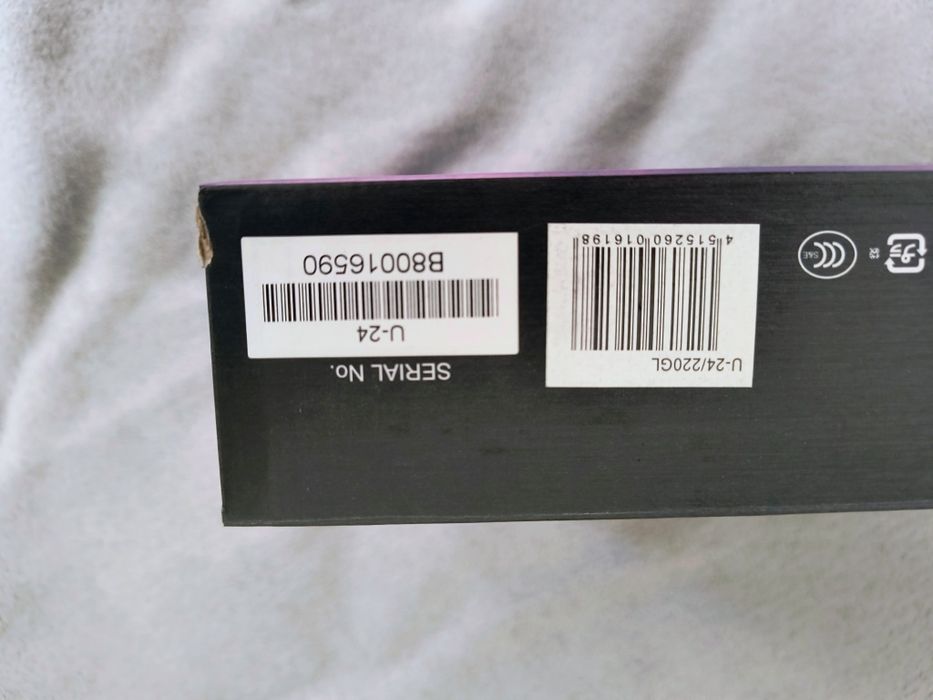 S&E
U-24/220GL
4 515260 016198
SERIAL No.
U-24
B80016590